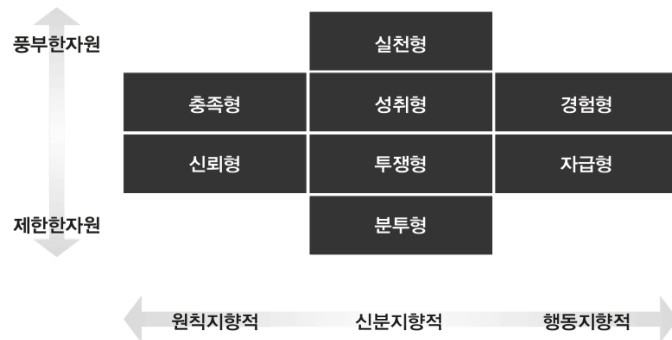 풍부한자원 실천형
충족형 성취형 경험형
신뢰형 투쟁형 자급형
제한한자원 분투형
원칙지향적 신분지향적 행동지향적